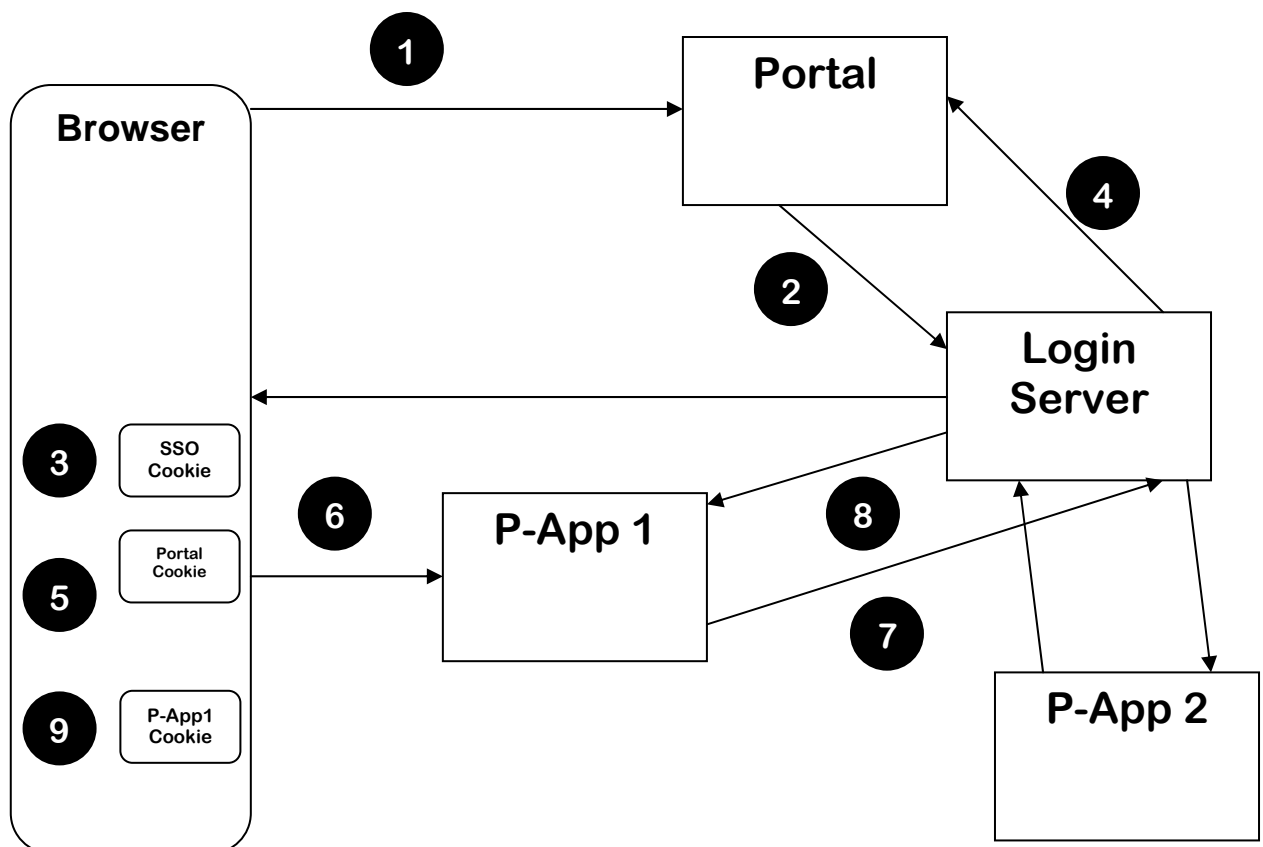 1
Portal
Browser
4
2
Login
Server
3
SSO
Cookie
6
8
P-App 1
Portal
Cookie
5
7
P-App1
Cookie
9
P-App 2